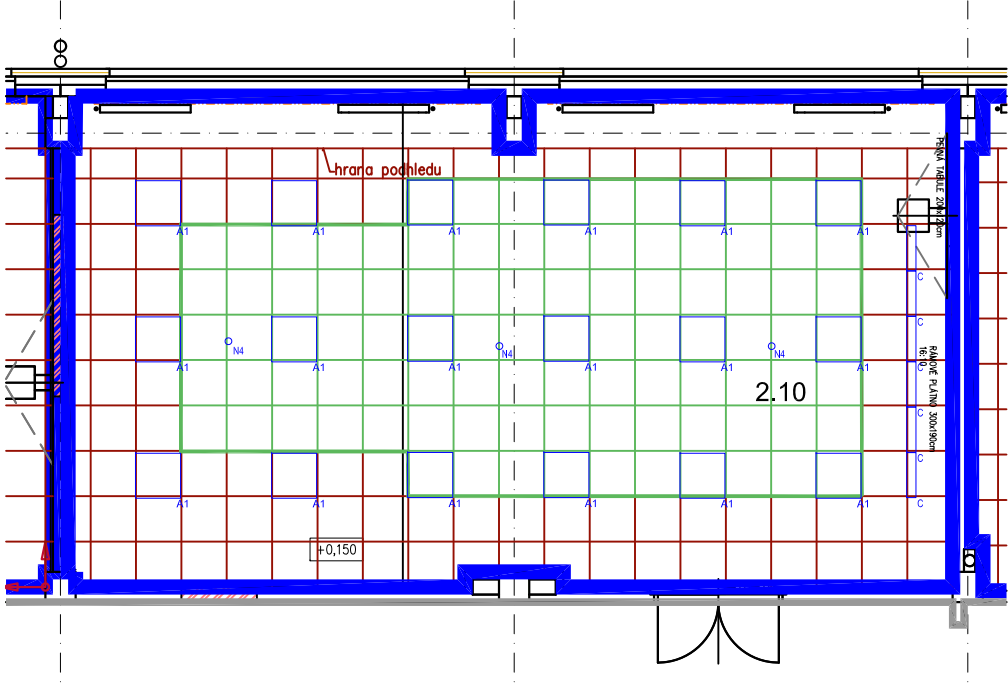 hrana podhledu
TABULE
A1 A1 A1 A1 A1 A1
C
C
N4 N4 N4
RÁMOVÉ PLÁTNO 300x190cm
16:10
A1 A1 A1 A1 A1 A1
C
2.10
C
C
A1 A1 A1 A1 A1 A1
C
+0,150